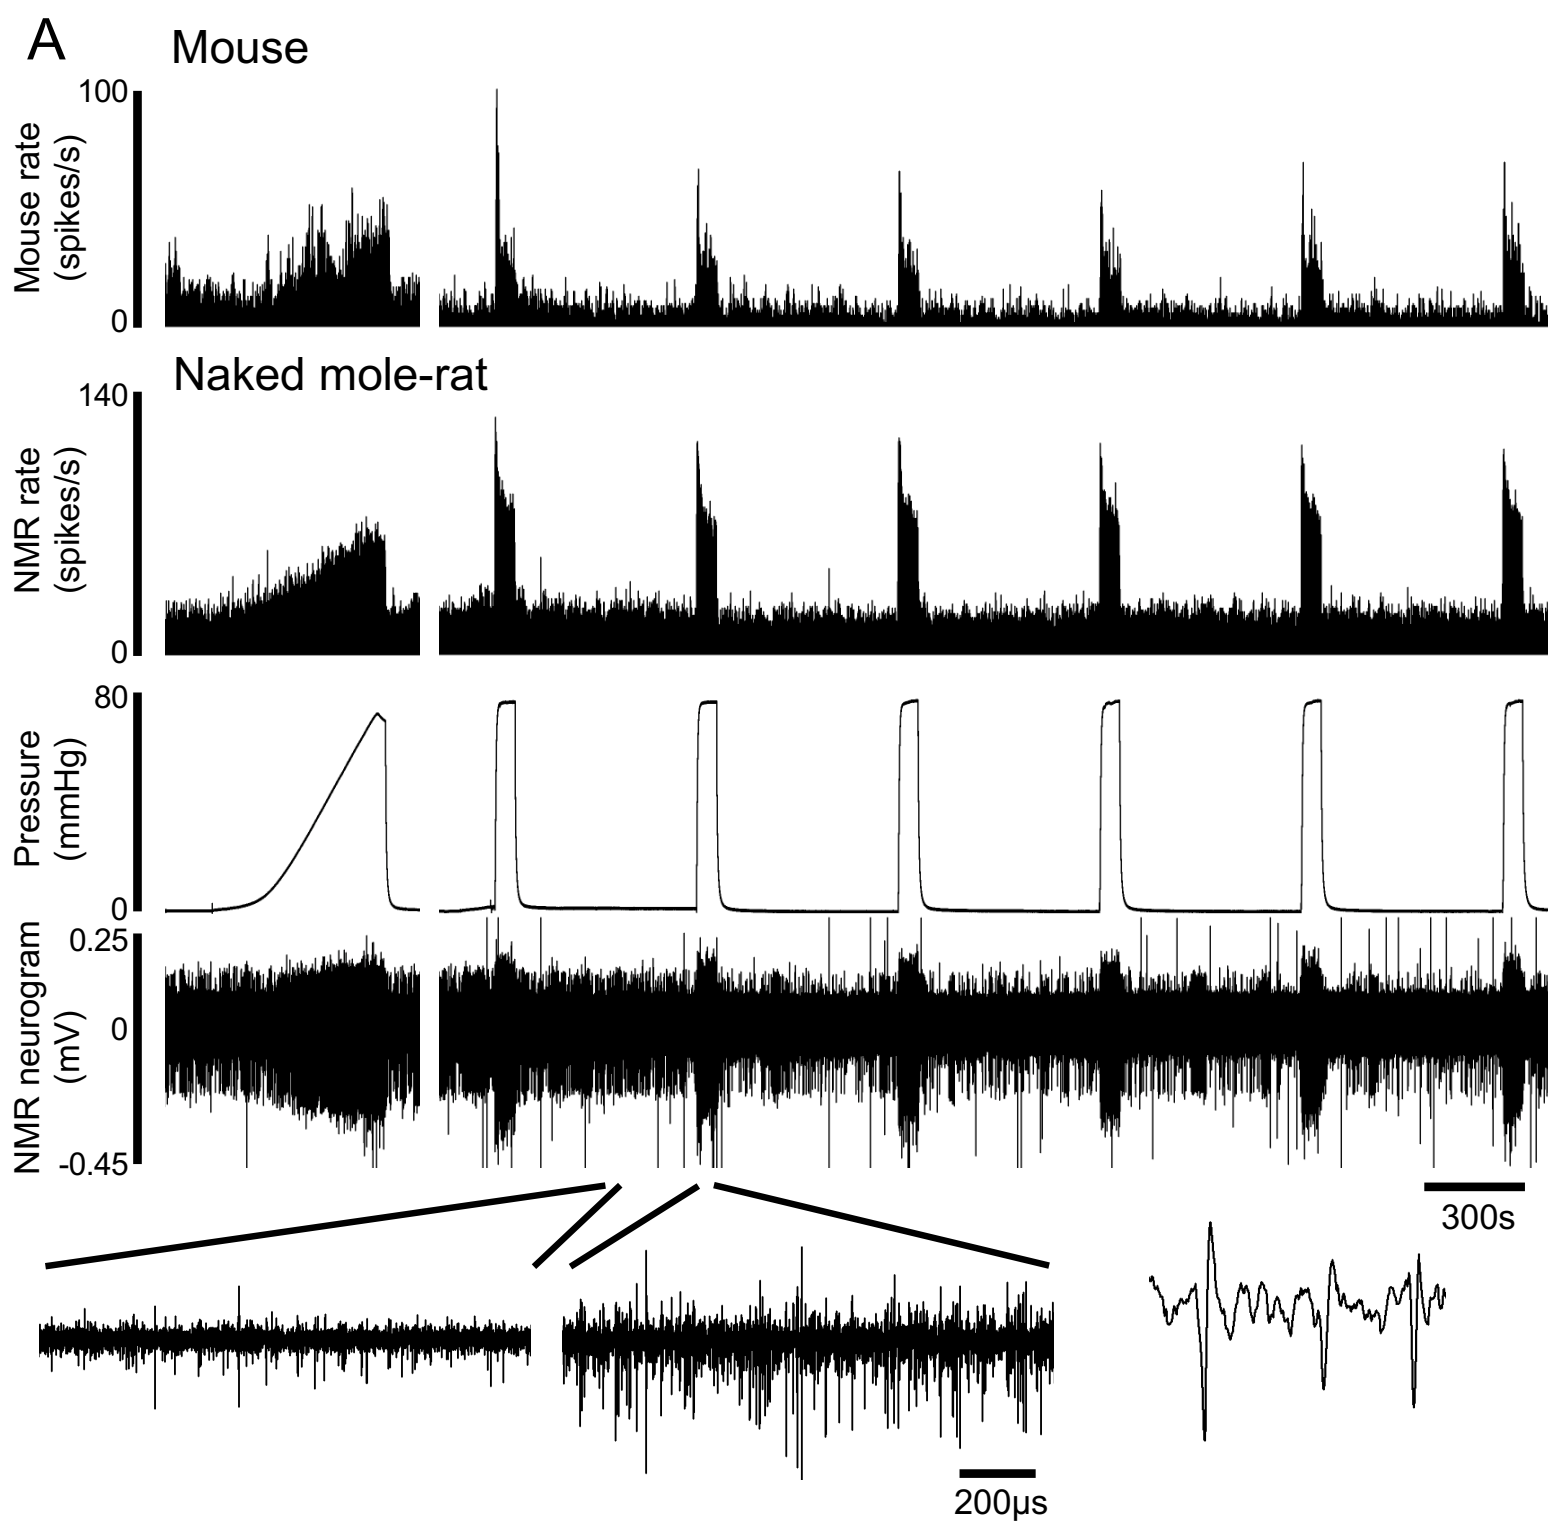 A
Mouse
100
Mouse rate
(spikes/s)
0
Naked mole-rat
140
NMR rate
(spikes/s)
0
80
Pressure
(mmHg)
0
0.25
NMR neurogram
(mV)
0
-0.45
300s
200µs